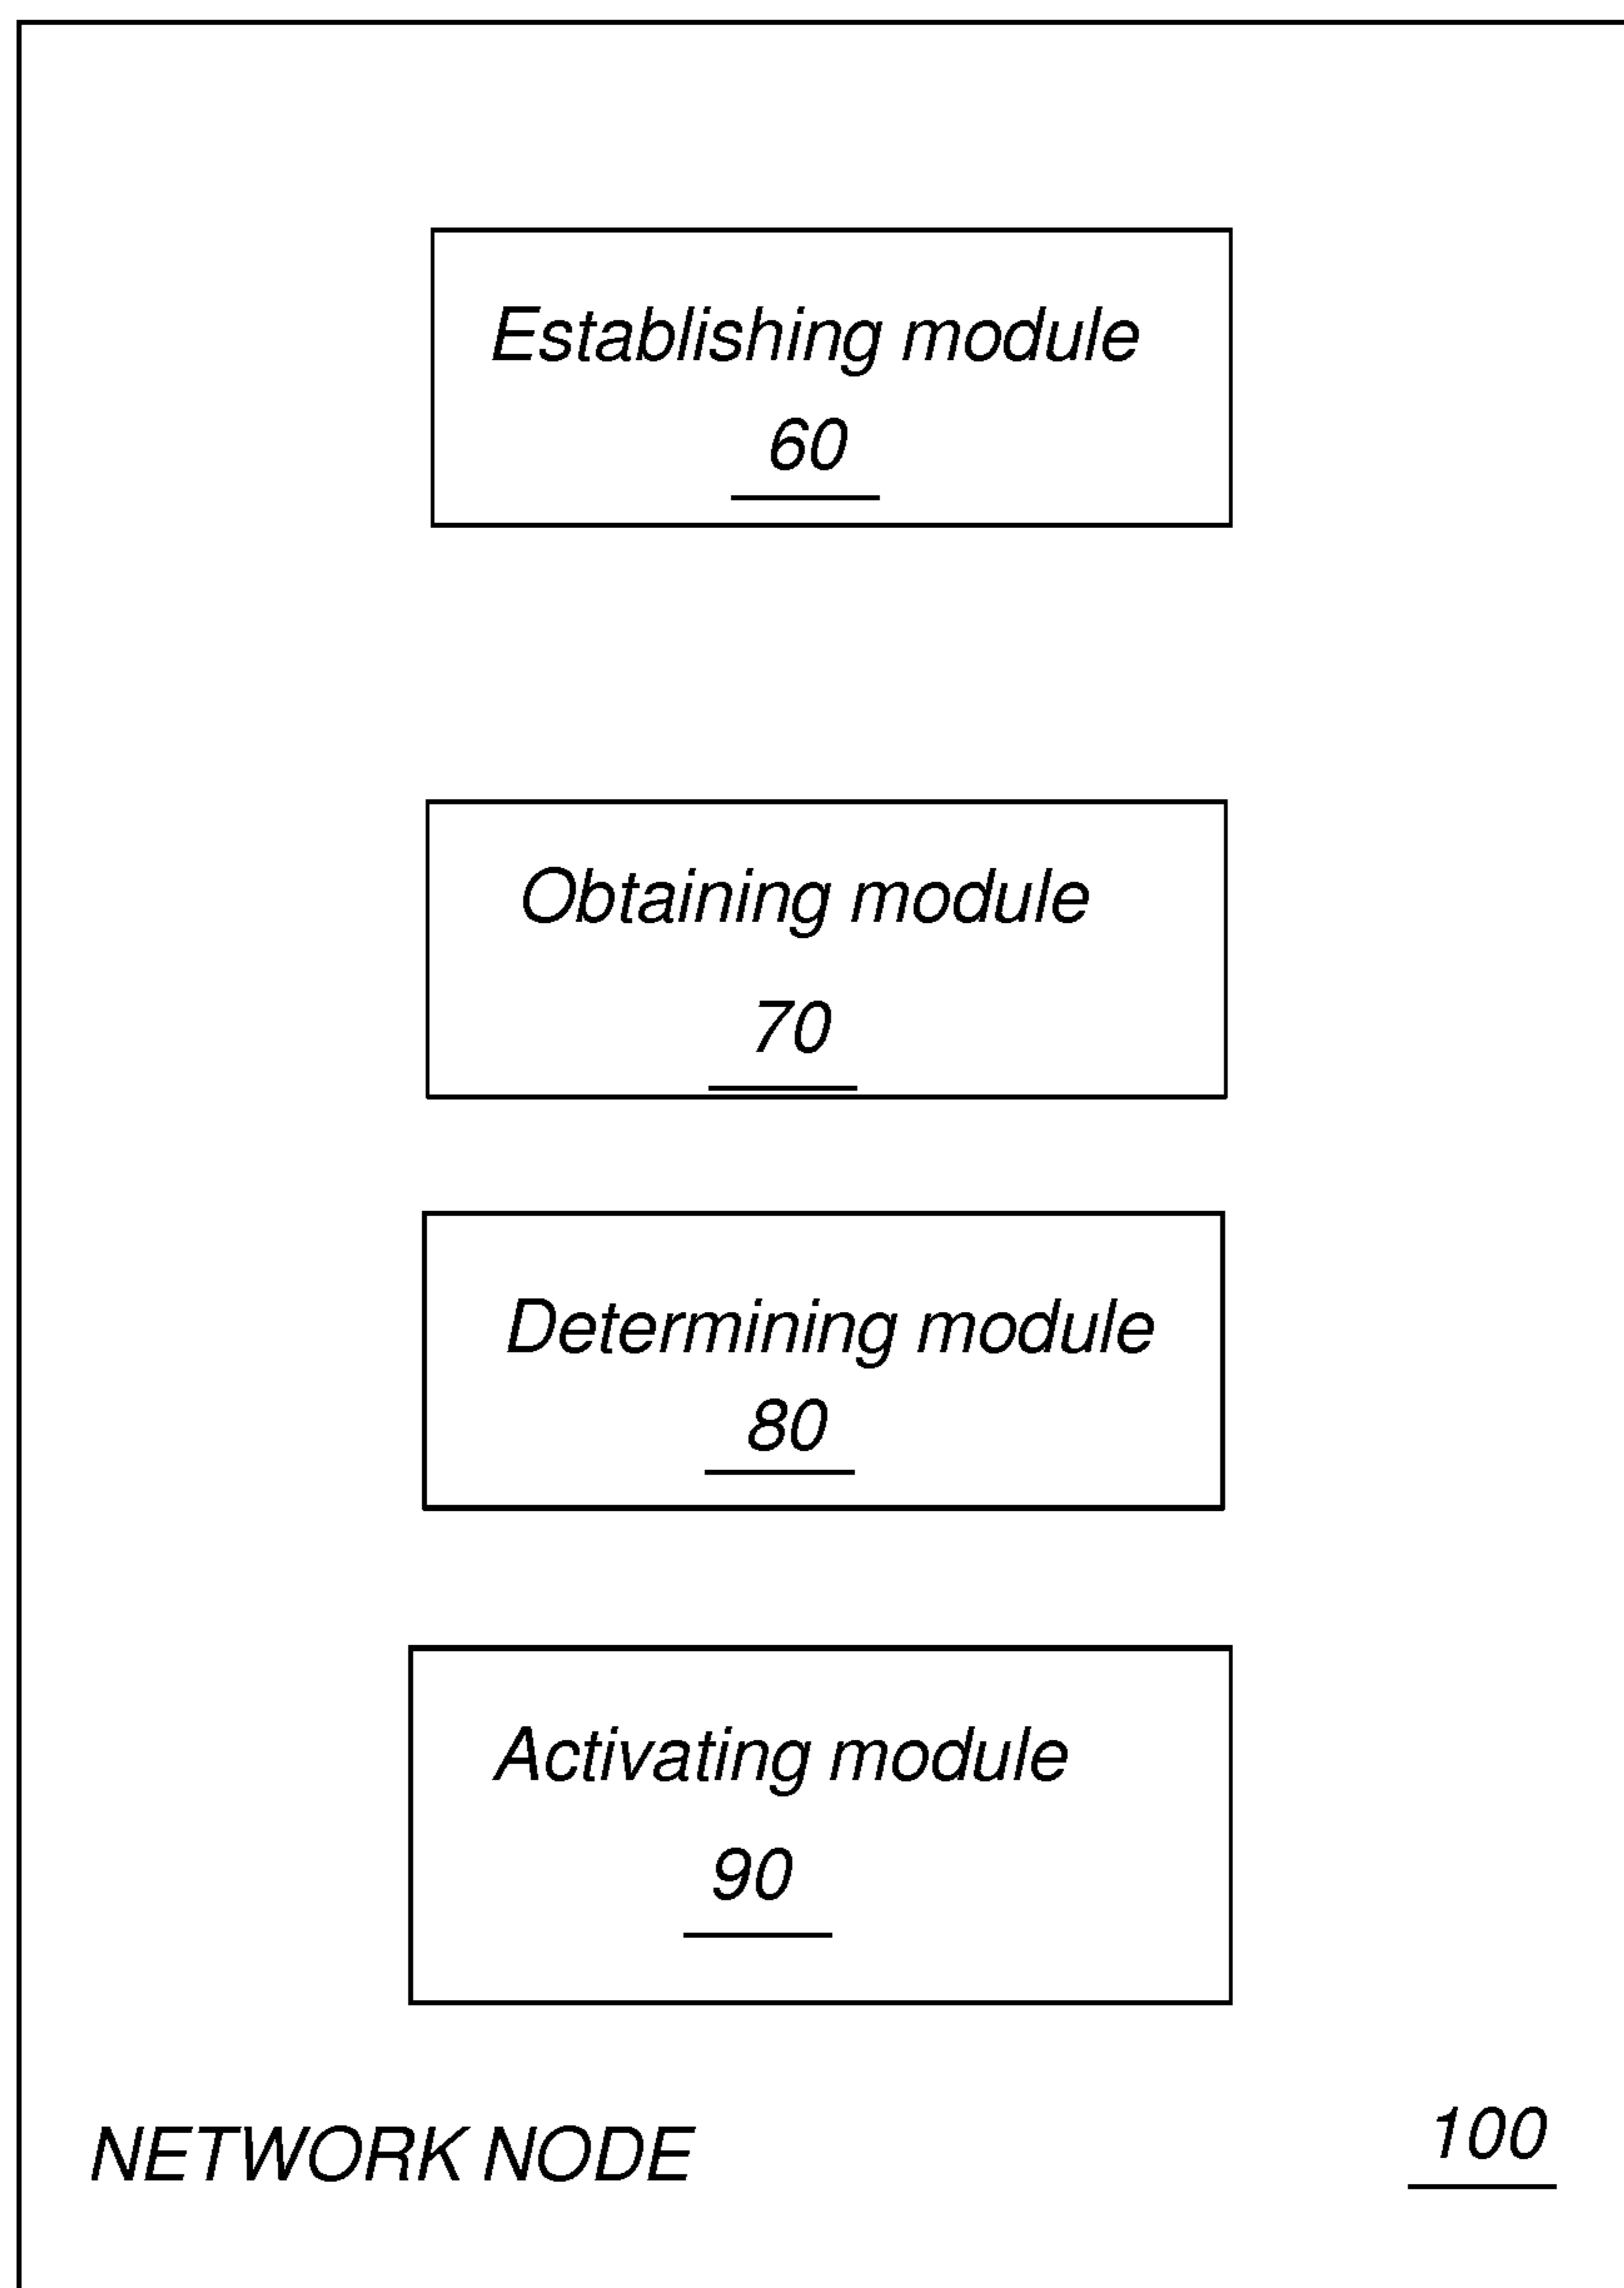 Establishing module
60
Obtaining module
70
Determining module
80
Activating module
90
NETWORK NODE
100